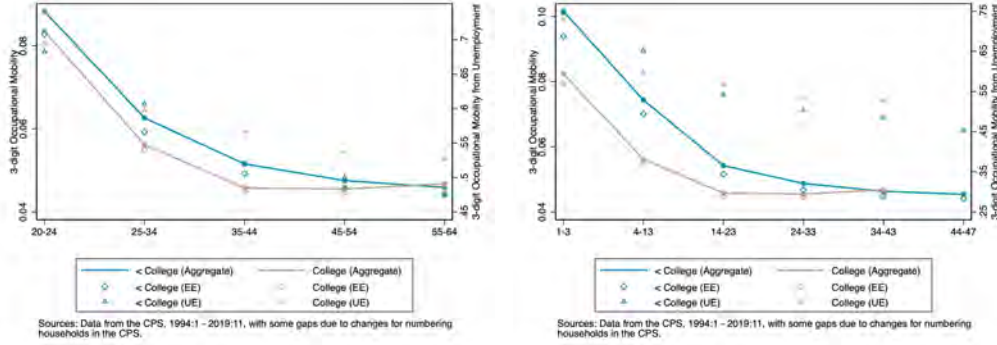 3-digit Occupational Mobility
0.08
0.06
0.04
3-digit Occupational Mobility from Unemployment
.7
.65
.6
.55
.5
.45
20-24
25-34
35-44
45-54
55-64
< College (Aggregate)
College (Aggregate)
< College (EE)
College (EE)
< College (UE)
College (UE)
Sources: Data from the CPS, 1994:1 - 2019:11, with some gaps due to changes for numbering
households in the CPS.
3-digit Occupational Mobility
0.10
0.08
0.06
0.04
3-digit Occupational Mobility from Unemployment
.75
.65
.55
.45
.35
.25
1-3
4-13
14-23
24-33
34-43
44-47
< College (Aggregate)
College (Aggregate)
< College (EE)
College (EE)
< College (UE)
College (UE)
Sources: Data from the CPS, 1994:1 - 2019:11, with some gaps due to changes for numbering
households in the CPS.